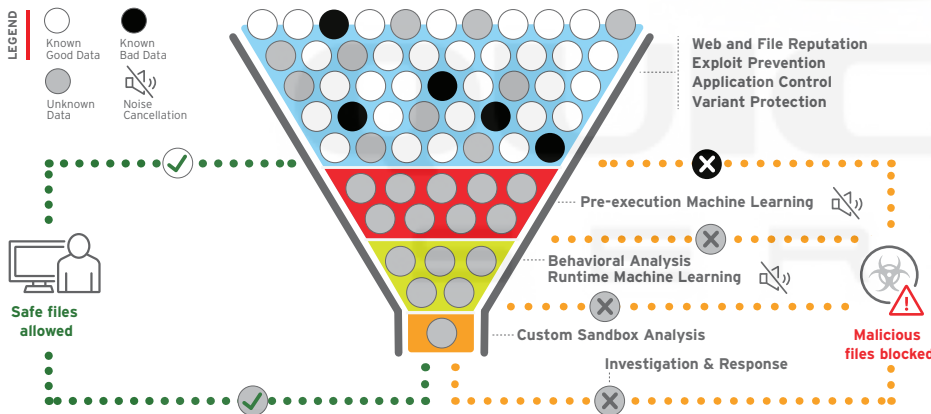 LEGEND
Known
Good Data
Known
Bad Data
Unknown
Data
Noise
Cancellation
Web and File Reputation
Exploit Prevention
Application Control
Variant Protection
Pre-execution Machine Learning
Behavioral Analysis
Runtime Machine Learning
Safe files
allowed
Custom Sandbox Analysis
Malicious
files blocked
Investigation & Response